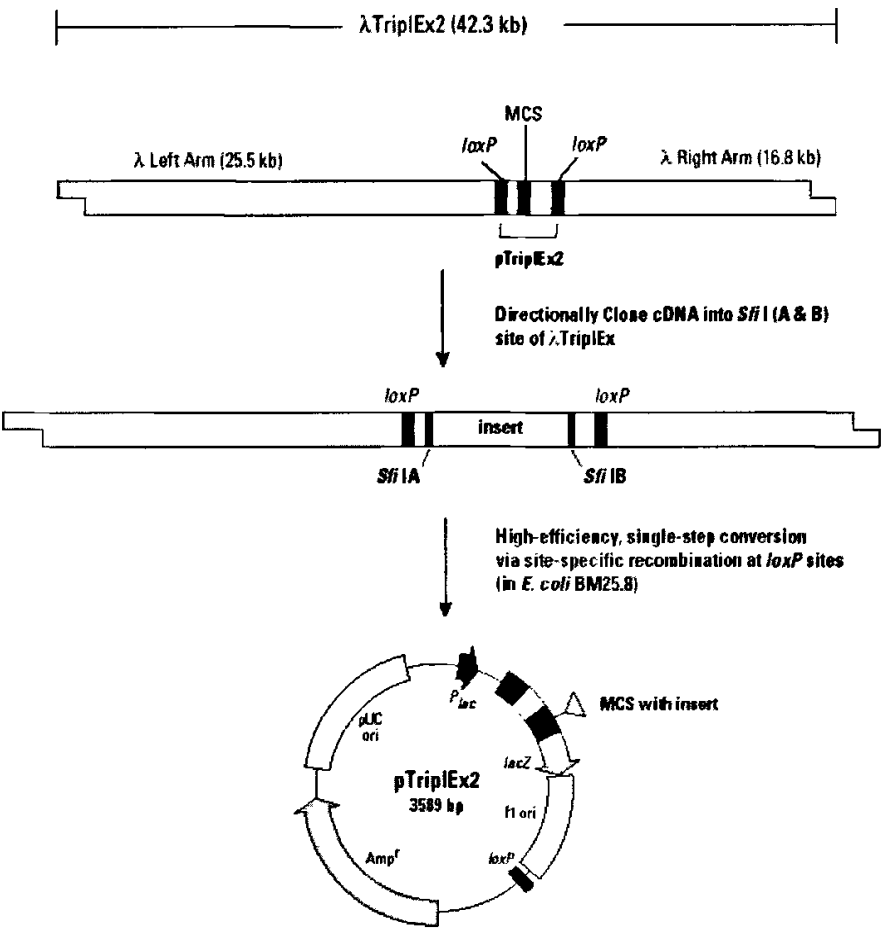 λTriplEx2 (42.3 kb)
MCS
loxP
loxP
λ Left Arm (25.5 kb)
λ Right Arm (16.8 kb)
pTriplEx2
Directionally Clone cDNA into Sfi I (A & B)
site of λTriplEx
loxP
loxP
insert
Sfi IA
Sfi IB
High-efficiency, single-step conversion
via site-specific recombination at loxP sites
(in E. coli BM25.8)
Plac
MCS with insert
pUC
ori
lacZ
pTriplEx2
3589 bp
f1 ori
loxP
Ampr